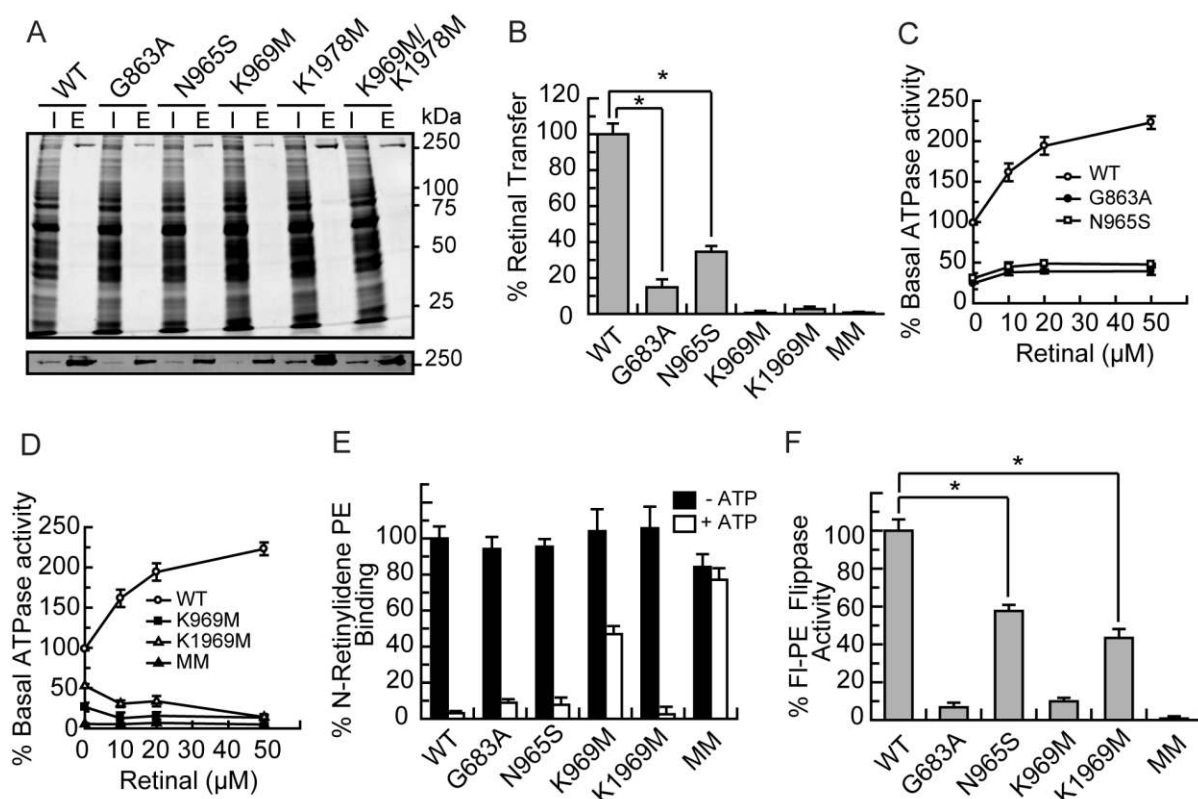 A
WT G863A N965S K969M K1978M K969M/K1978M
I E I E I E I E I E I E kDa
250
100
75
50
25
250
B
% Retinal Transfer
120
100
80
60
40
20
0
* *
WT G683A N965S K969M K1969M MM
C
% Basal ATPase activity
250
200
150
100
50
0
WT
G863A
N965S
0 10 20 30 40 50
Retinal (µM)
D
% Basal ATPase activity
250
200
150
100
50
0
WT
K969M
K1969M
MM
0 10 20 30 40 50
Retinal (µM)
E
% N-Retinylidene PE Binding
120
100
80
60
40
20
0
- ATP
+ ATP
WT G683A N965S K969M K1969M MM
F
% Fl-PE Flippase Activity
120
100
80
60
40
20
0
* *
WT G683A N965S K969M K1969M MM